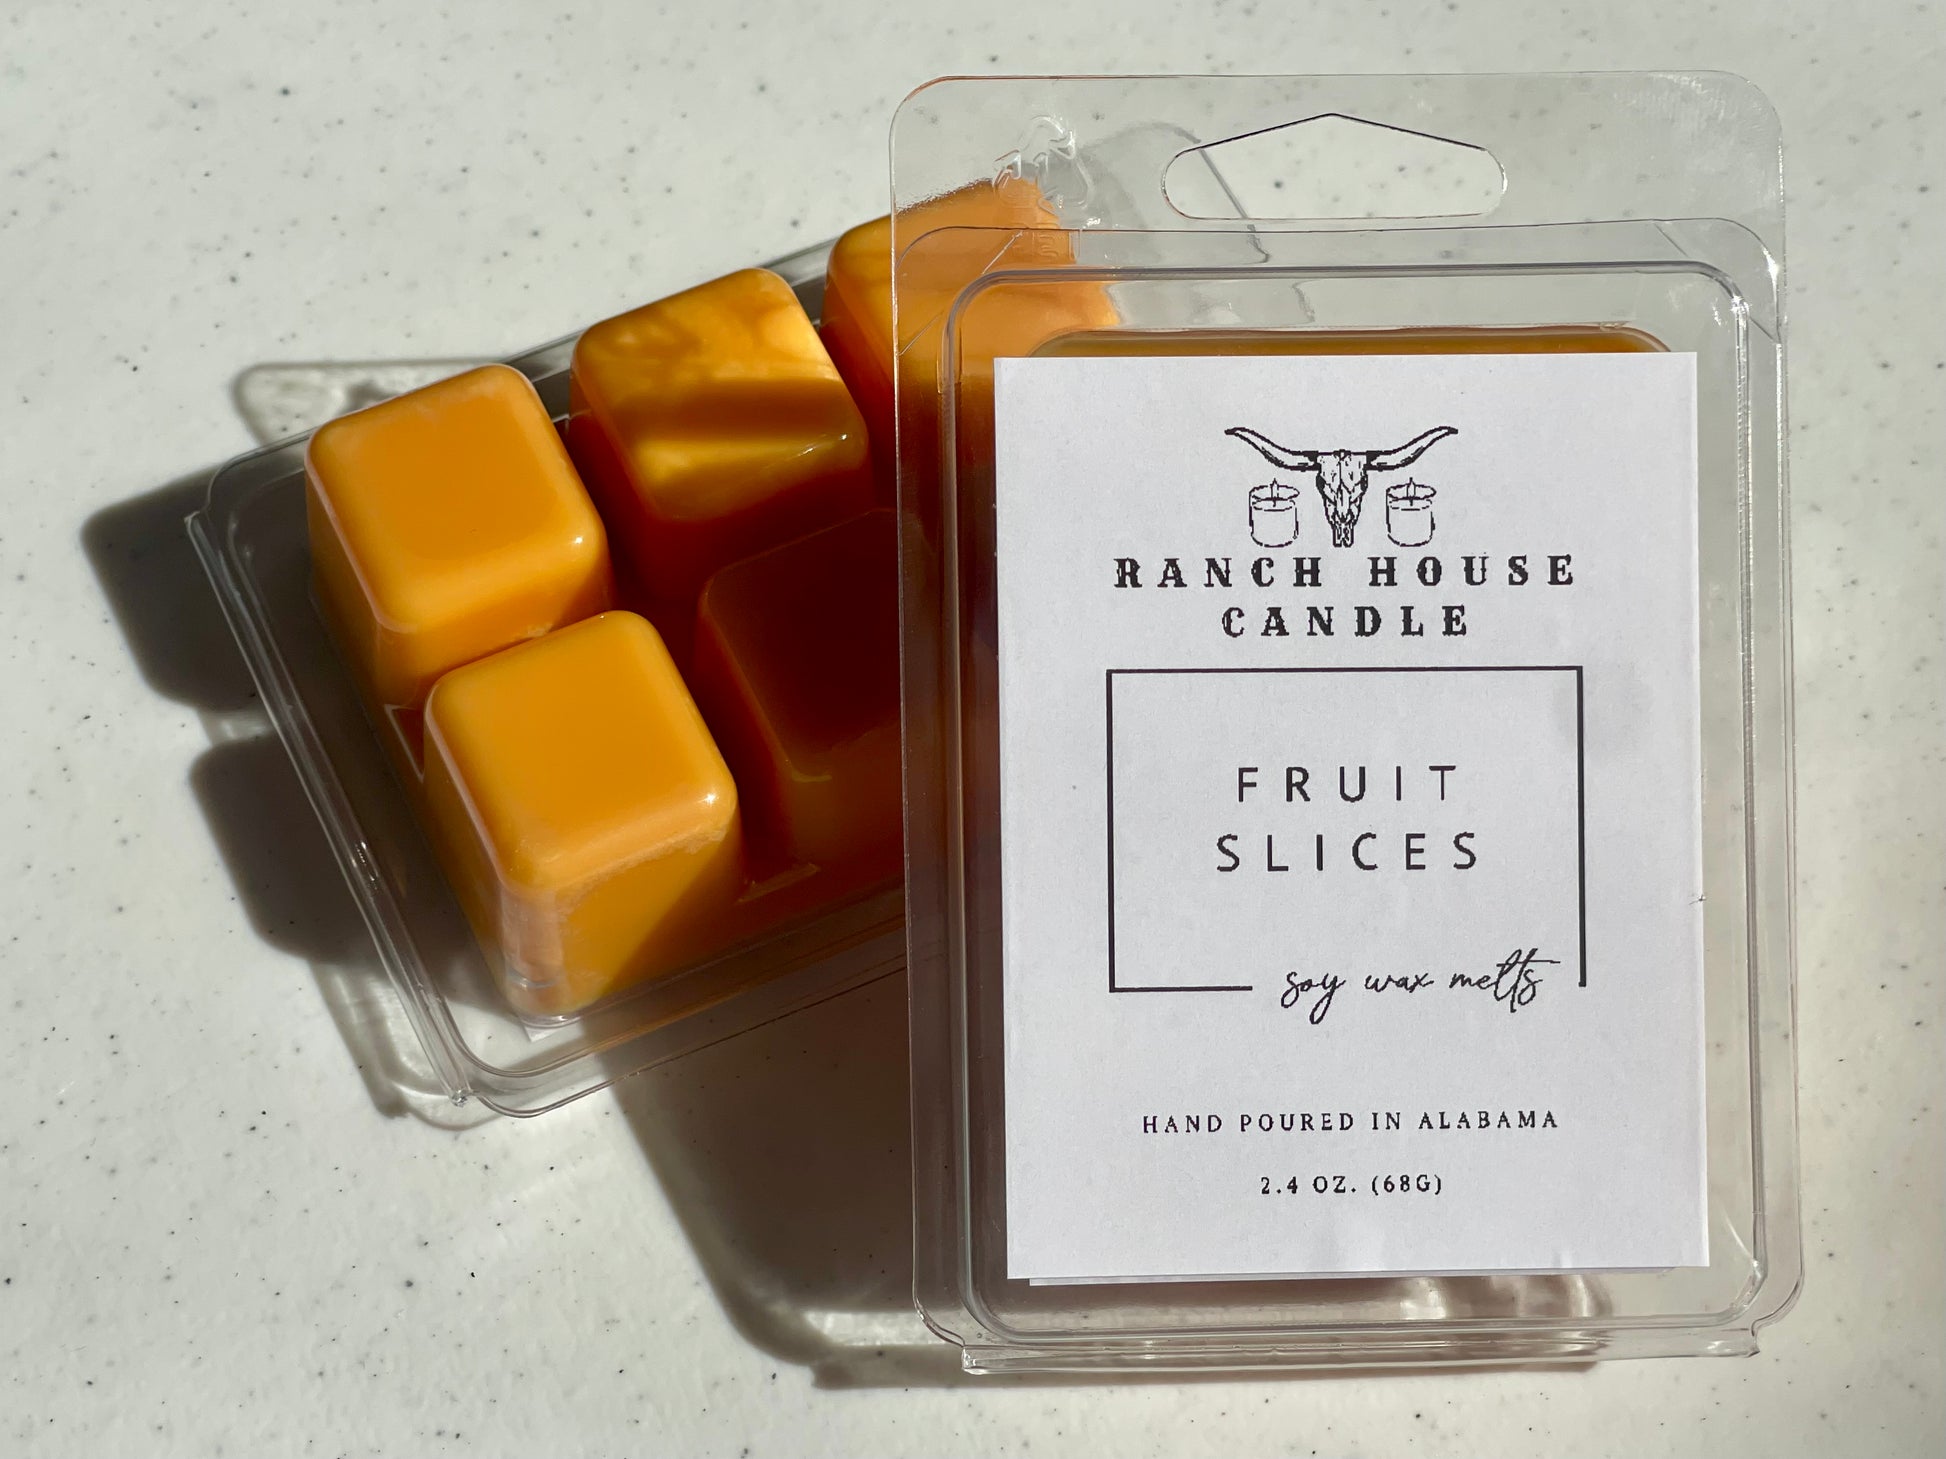 RANCH HOUSE
CANDLE
FRUIT
SLICES
soy wax melts
HAND POURED IN ALABAMA
2.4 OZ. (68G)